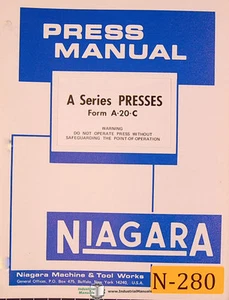 PRESS
MANUAL
A Series PRESSES
Form A-20-C
WARNING
DO NOT OPERATE PRESS WITHOUT
SAFEGUARDING THE POINT-OF-OPERATION
NIAGARA
Niagara Machine & Tool Works
General Offices, P.O. Box 475, Buffalo, New York 14240, U.S.A.
N-280